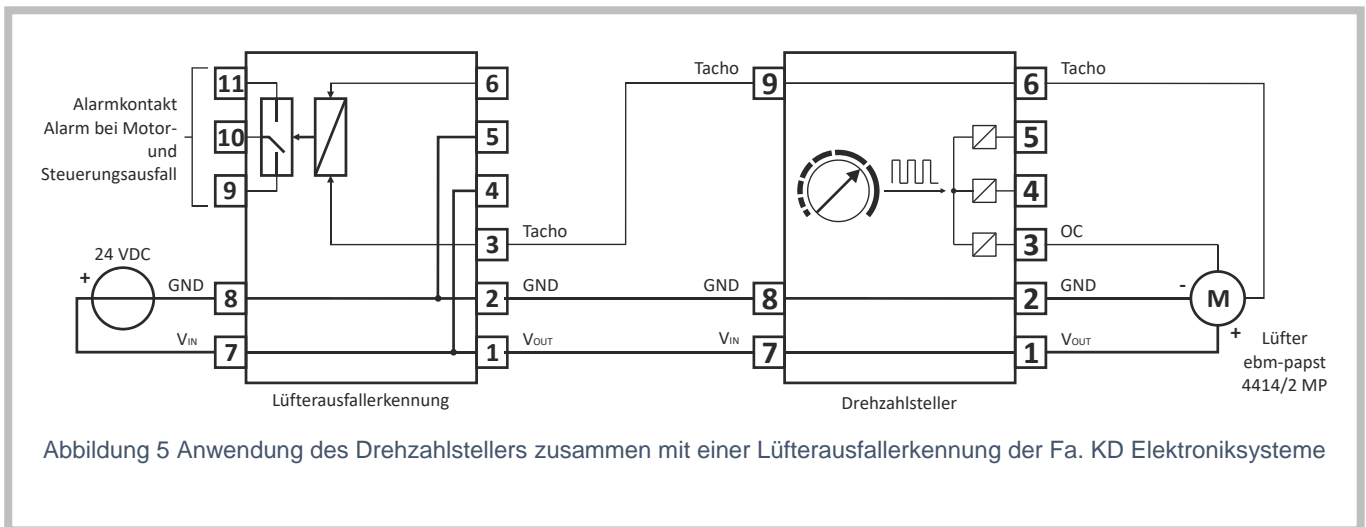 11
10
9
8
7
6
5
4
3
2
1
Alarmkontakt
Alarm bei Motor-
und
Steuerungsausfall
24 VDC
+
GND
VIN
Tacho
GND
VOUT
Lüfterausfallerkennung
Tacho
GND
VIN
9
8
7
6
5
4
3
2
1
Tacho
OC
GND
VOUT
-
M
+
Lüfter
ebm-papst
4414/2 MP
Drehzahlsteller
Abbildung 5 Anwendung des Drehzahlstellers zusammen mit einer Lüfterausfallerkennung der Fa. KD Elektroniksysteme